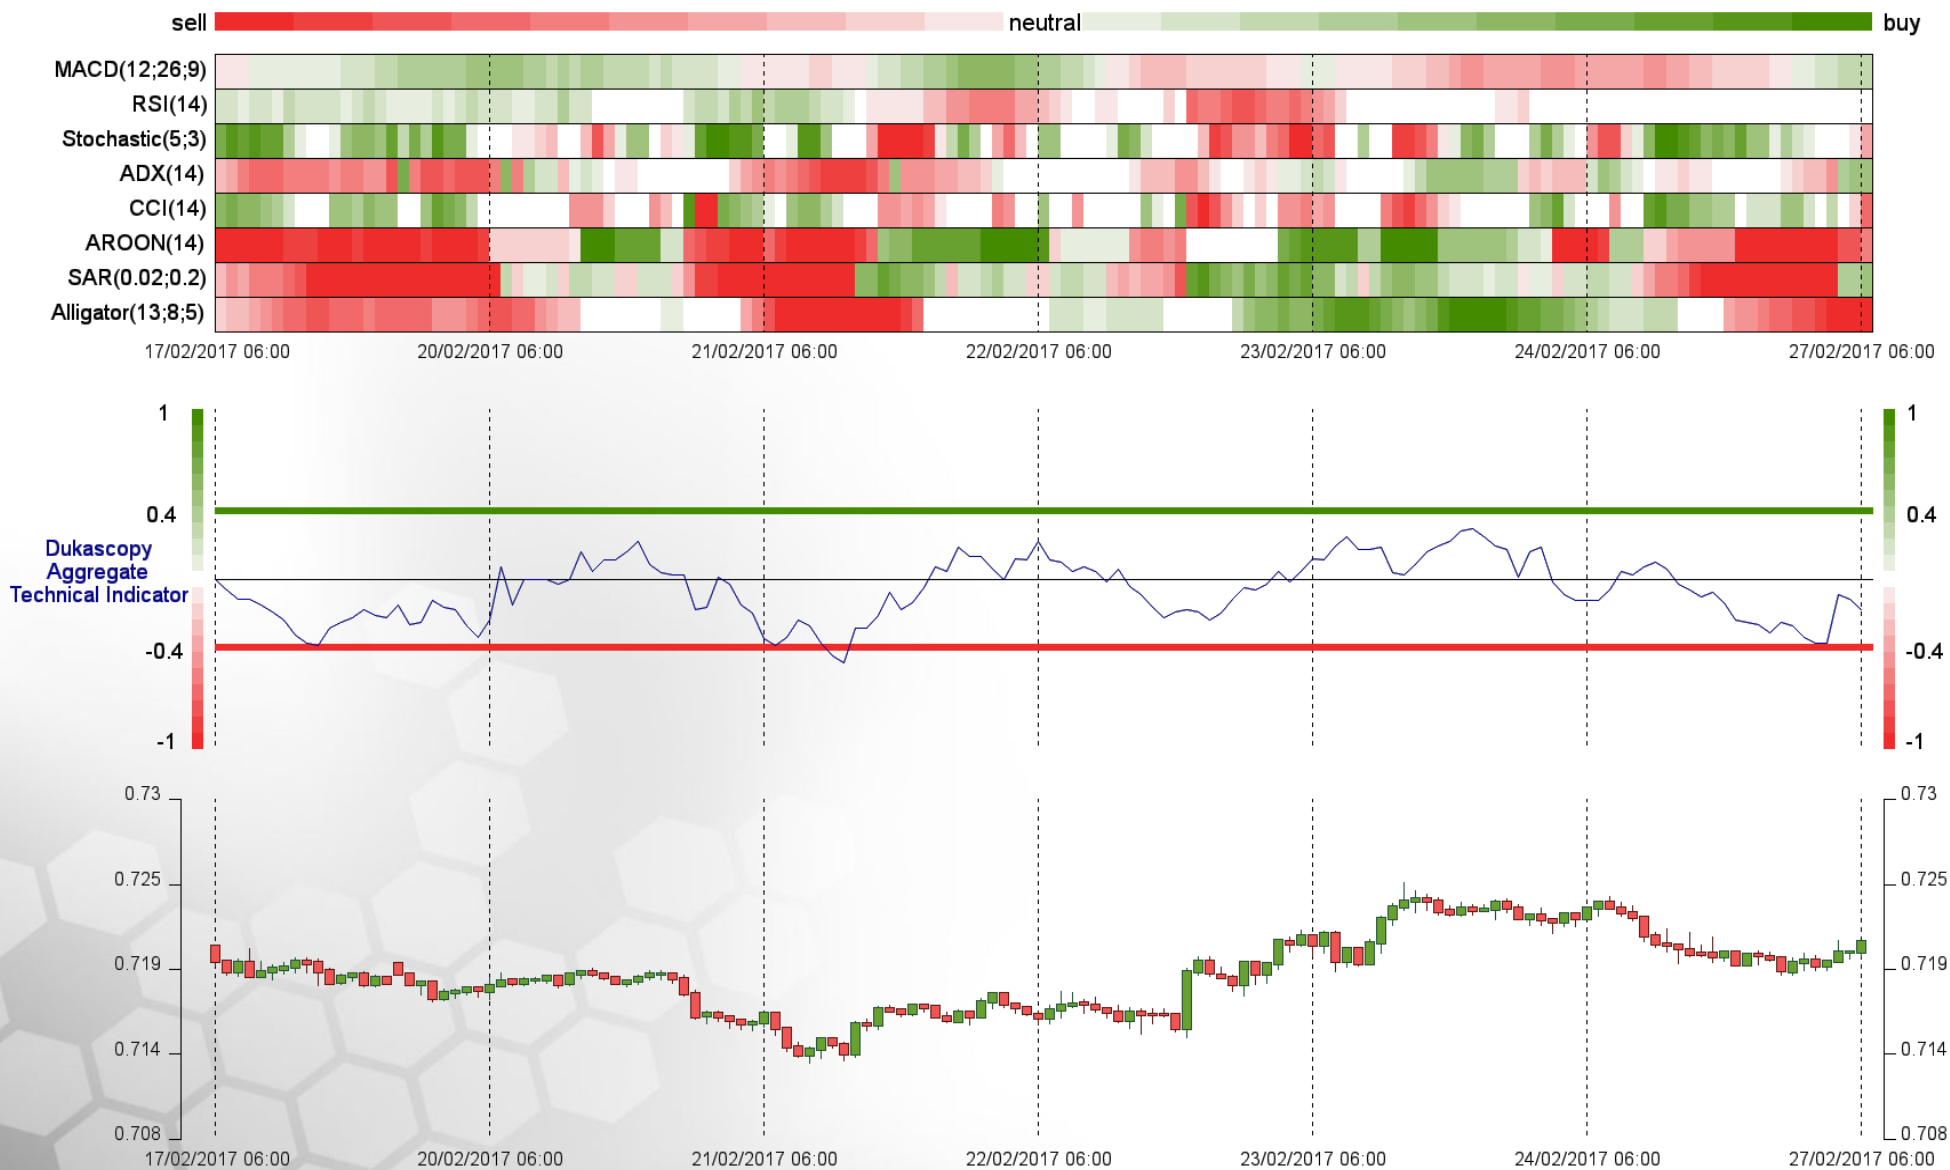 sell neutral buy
MACD(12;26;9)
RSI(14)
Stochastic(5;3)
ADX(14)
CCI(14)
AROON(14)
SAR(0.02;0.2)
Alligator(13;8;5)
17/02/2017 06:00 20/02/2017 06:00 21/02/2017 06:00 22/02/2017 06:00 23/02/2017 06:00 24/02/2017 06:00 27/02/2017 06:00
1 1
0.4 0.4
Dukascopy
Aggregate
Technical Indicator
-0.4 -0.4
-1 -1
0.73 0.73
0.725 0.725
0.719 0.719
0.714 0.714
0.708 0.708
17/02/2017 06:00 20/02/2017 06:00 21/02/2017 06:00 22/02/2017 06:00 23/02/2017 06:00 24/02/2017 06:00 27/02/2017 06:00